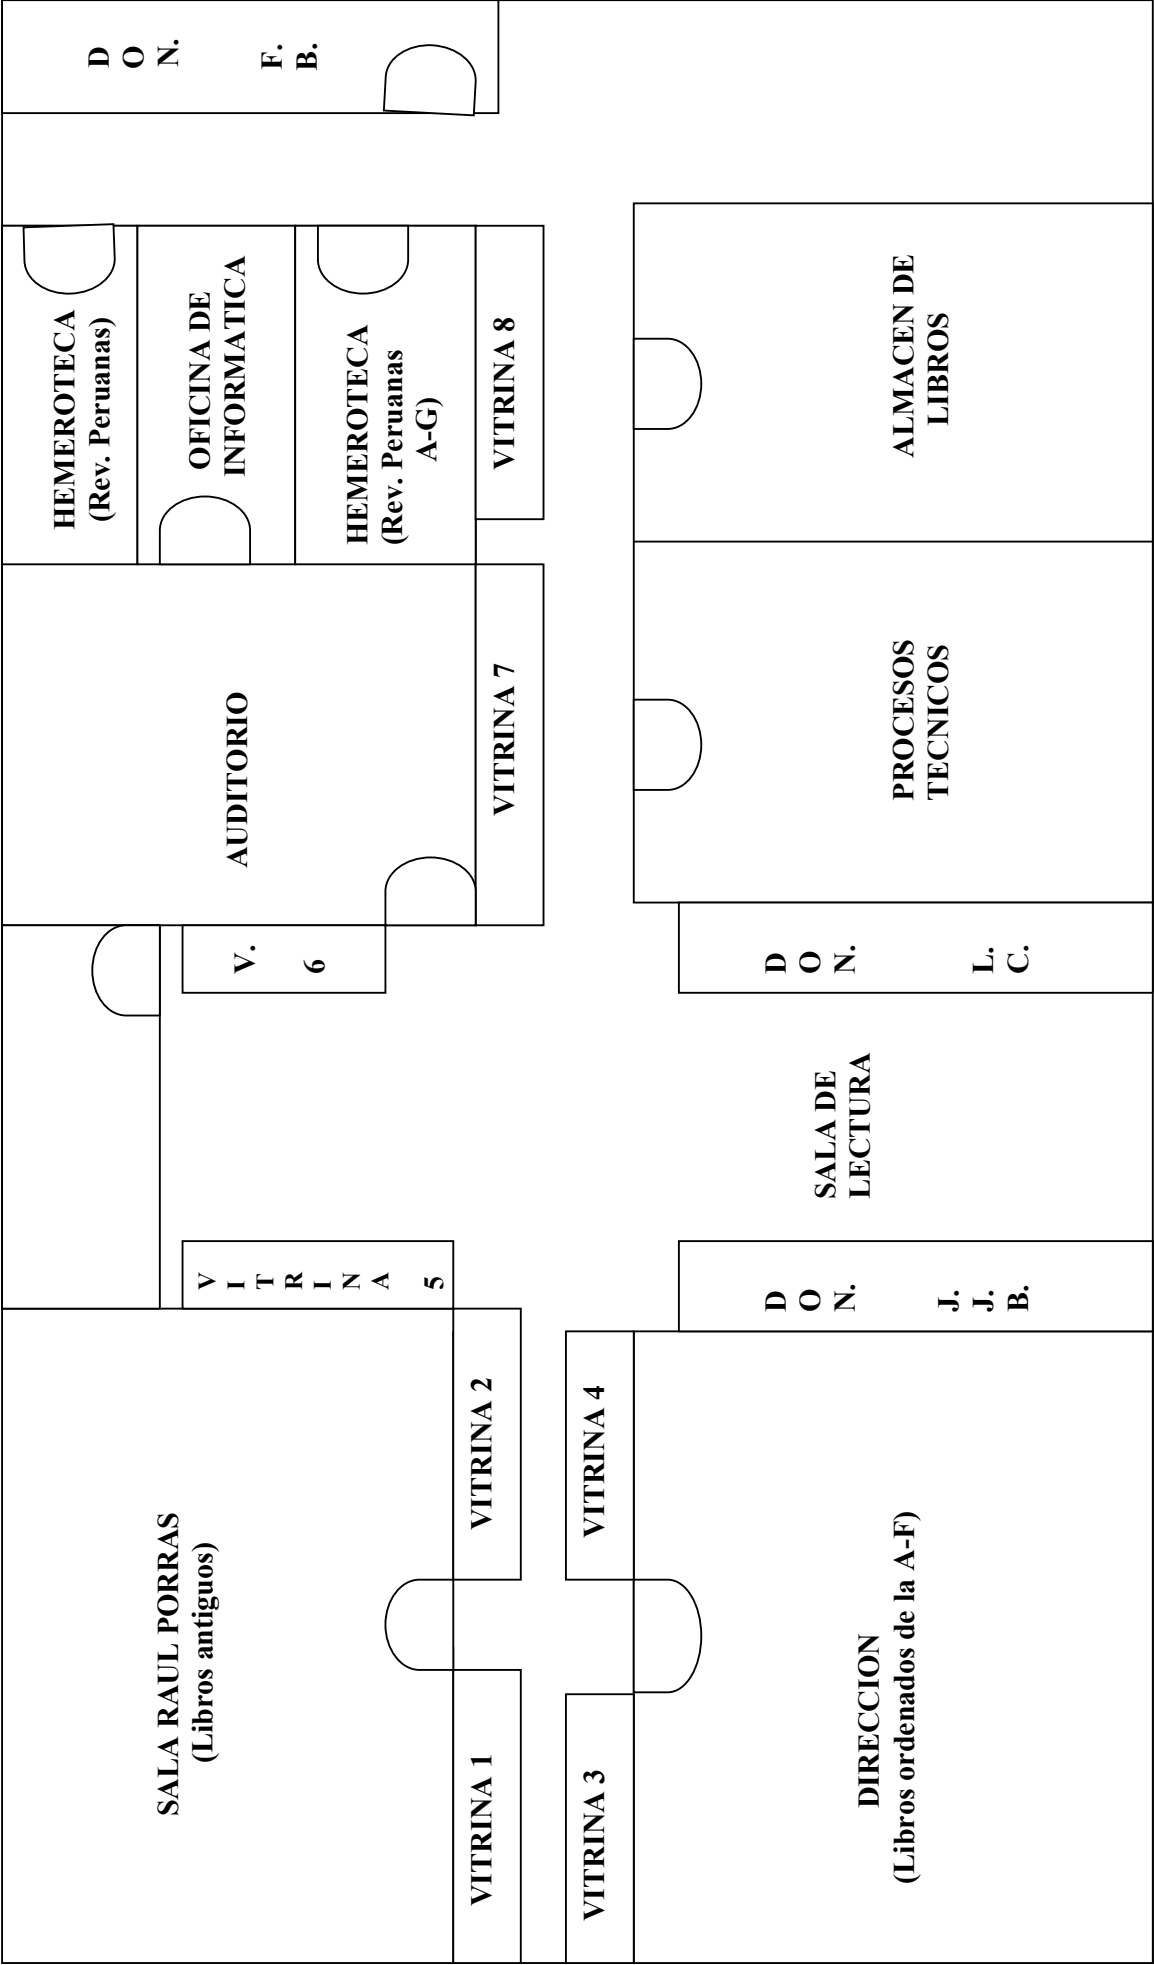 SALA RAUL PORRAS
(Libros antiguos)
VITRINA 1
VITRINA 2
VITRINA 3
VITRINA 4
DIRECCION
(Libros ordenados de la A-F)
V
I
T
R
I
N
A
5
D
O
N.
J.
J.
B.
SALA DE
LECTURA
V.
6
D
O
N.
L.
C.
AUDITORIO
VITRINA 7
PROCESOS
TECNICOS
HEMEROTECA
(Rev. Peruanas)
OFICINA DE
INFORMATICA
HEMEROTECA
(Rev. Peruanas
A-G)
VITRINA 8
ALMACEN DE
LIBROS
D
O
N.
F.
B.